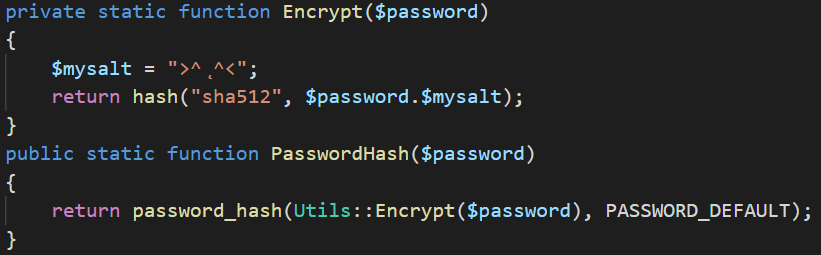 private static function Encrypt($password)
{
    $mysalt = ">^˛^<";
    return hash("sha512", $password.$mysalt);
}
public static function PasswordHash($password)
{
    return password_hash(Utils::Encrypt($password), PASSWORD_DEFAULT);
}